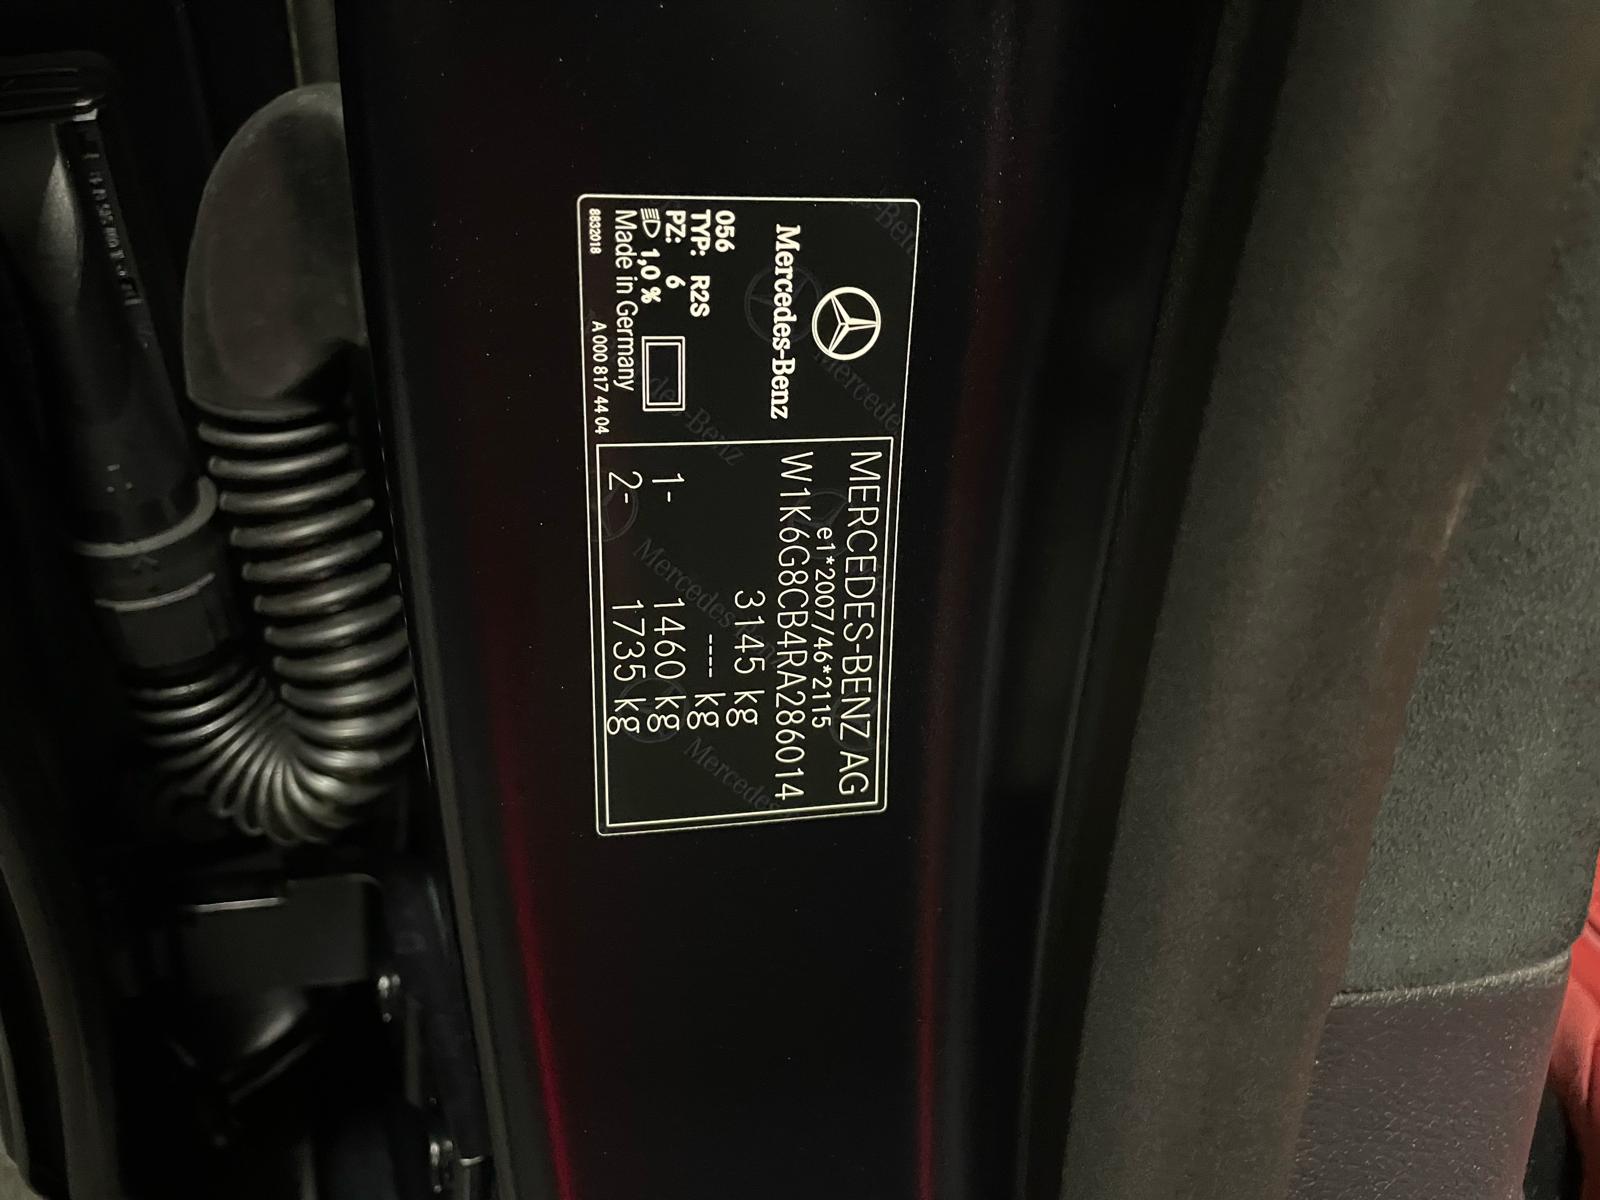 Mercedes-Benz
056
TYP: R2S
PZ: 6
1,0 %
Made in Germany
8832018 A 000 817 44 04
MERCEDES-BENZ AG
e1*2007/46*2115
W1K6G8CB4RA286014
3145 kg
---- kg
1- 1460 kg
2- 1735 kg